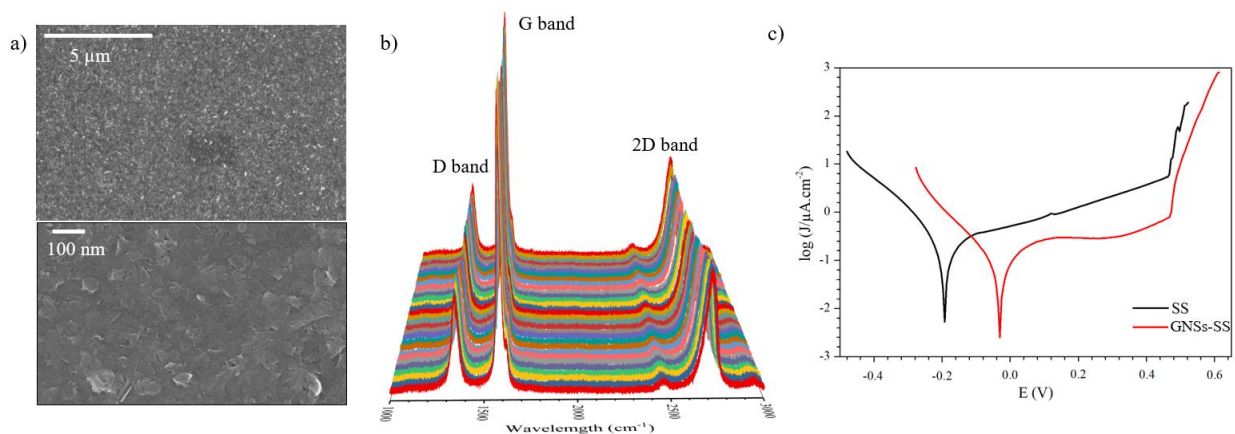 a)
5 µm
100 nm
b)
G band
D band
2D band
1000
1500
2000
2500
3000
Wavelength (cm⁻¹)
c)
3
2
1
0
-1
-2
-3
log (J/µA.cm⁻²)
SS
GNSs-SS
-0.4
-0.2
0.0
0.2
0.4
0.6
E (V)